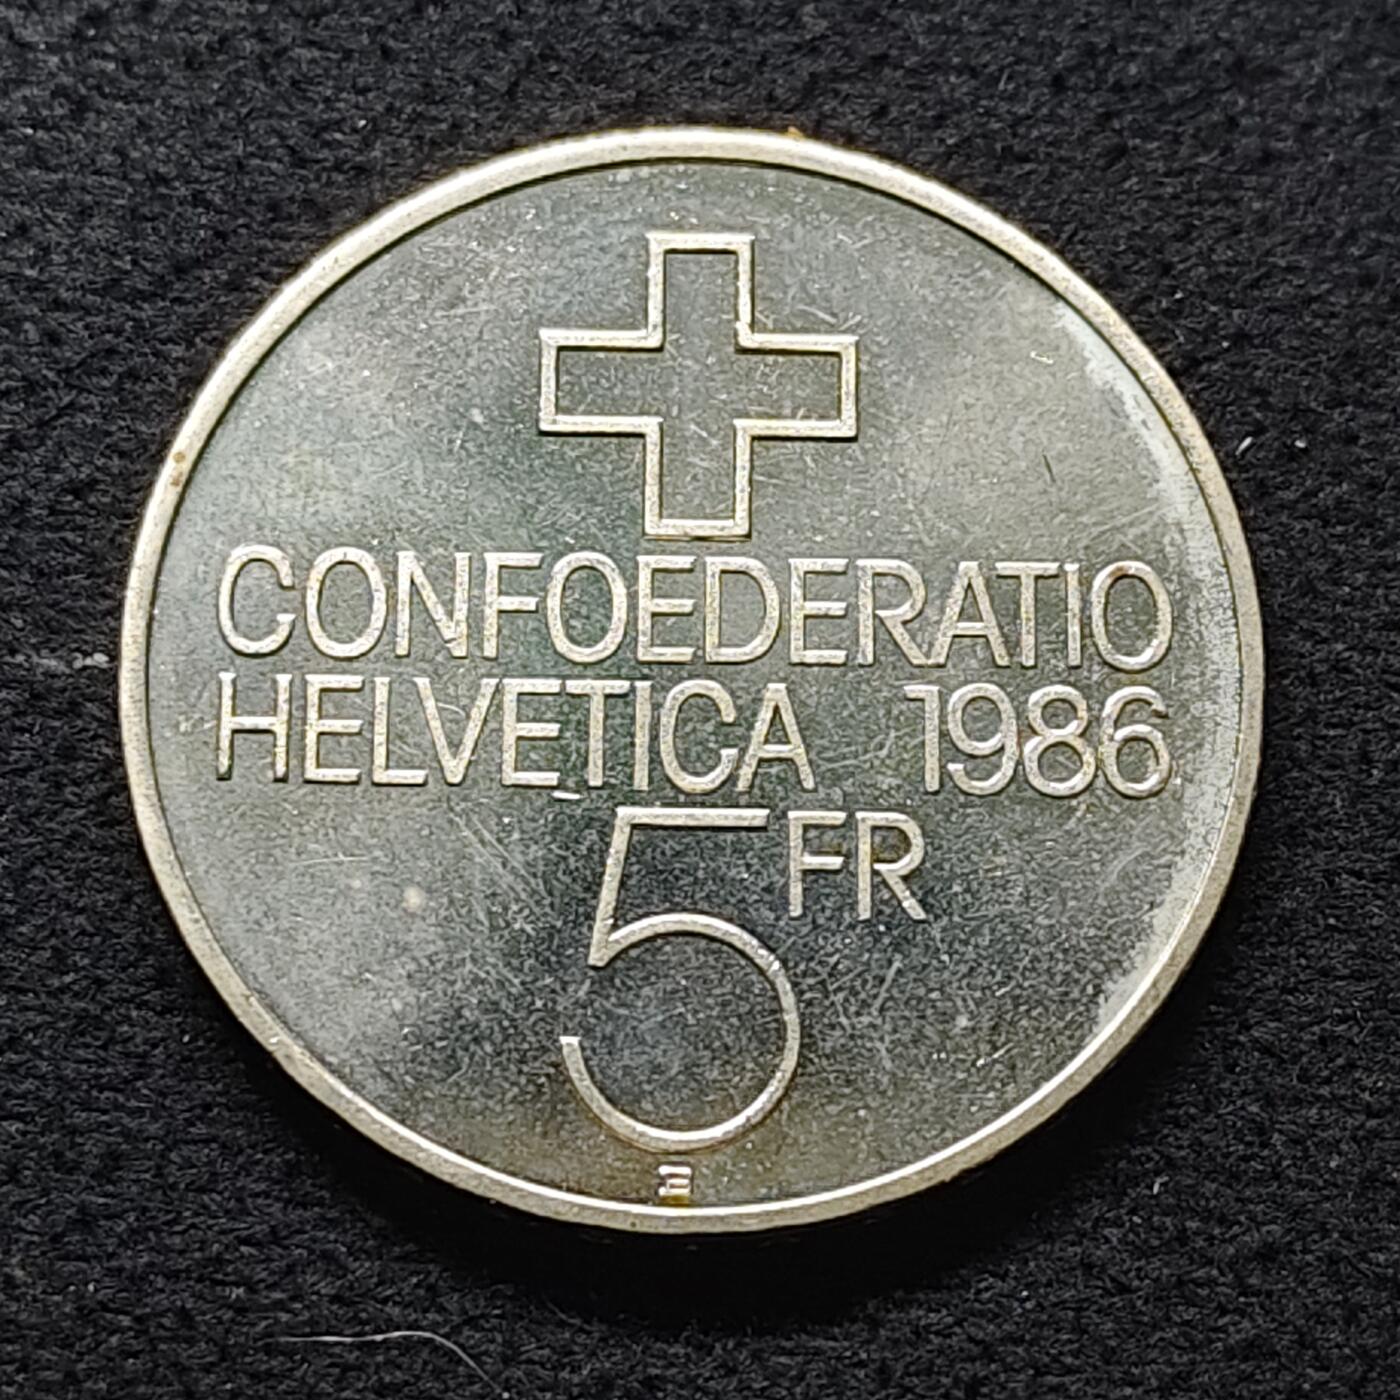 CONFOEDERATIO
HELVETICA 1986
5 FR